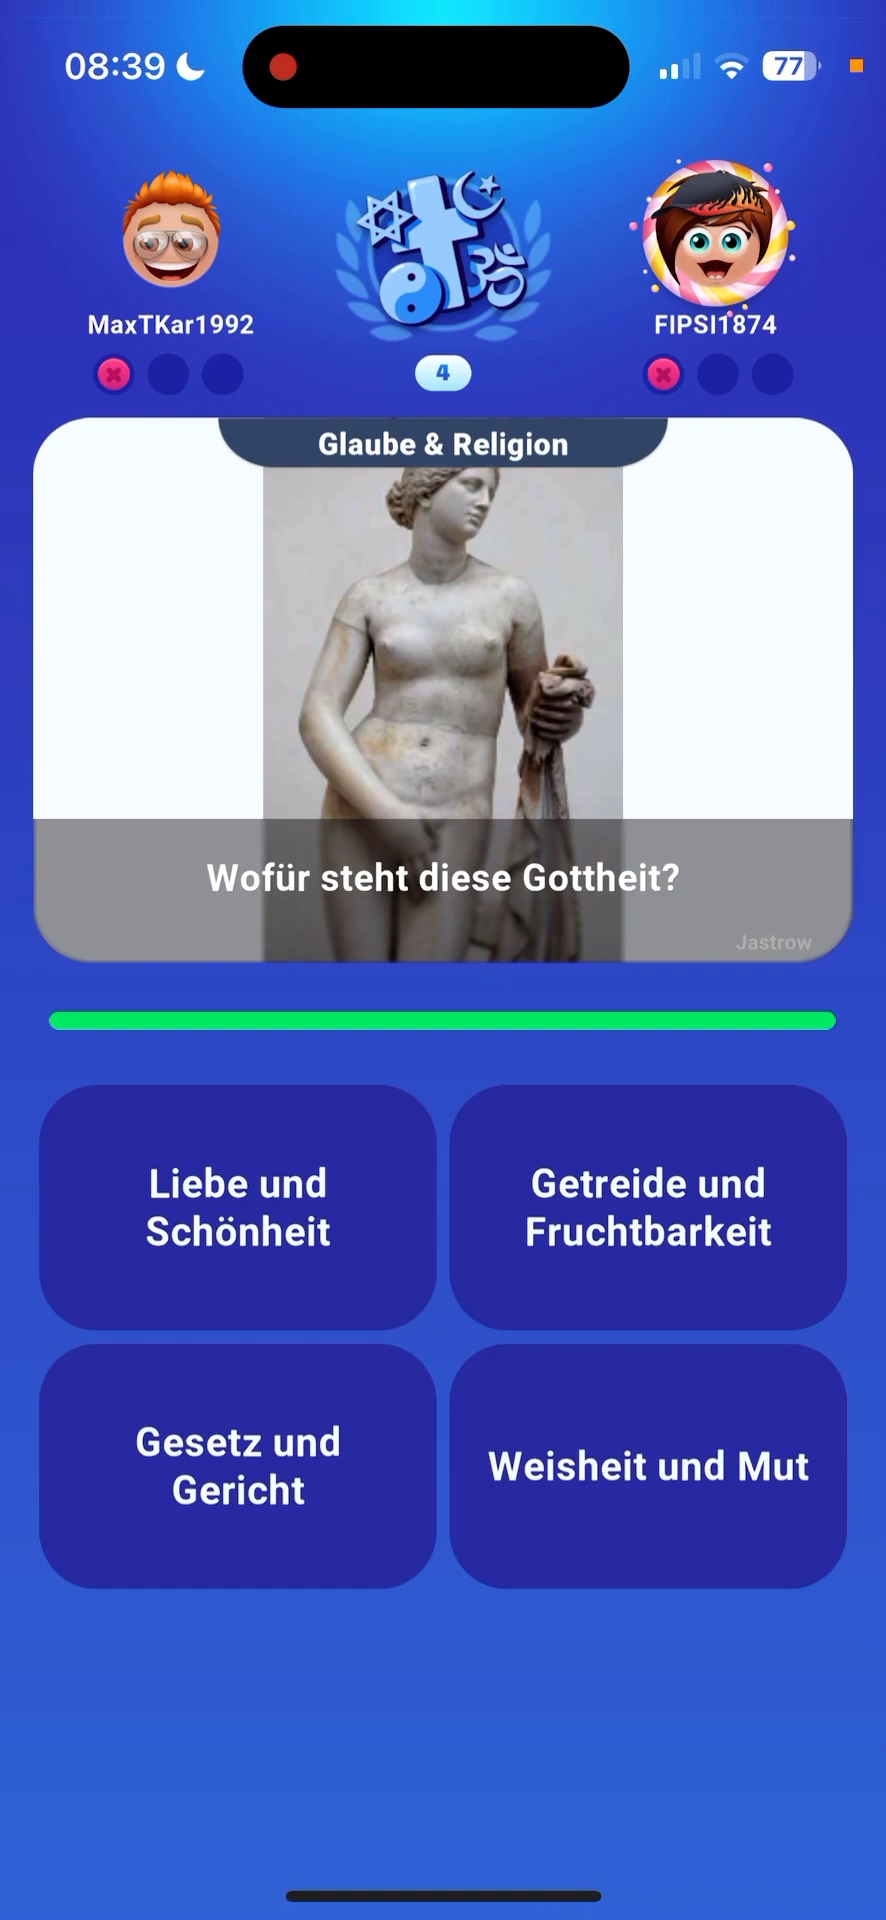 08:39
77
MaxTKar1992
FIPSI1874
4
Glaube & Religion
Wofür steht diese Gottheit?
Jastrow
Liebe und
Schönheit
Getreide und
Fruchtbarkeit
Gesetz und
Gericht
Weisheit und Mut